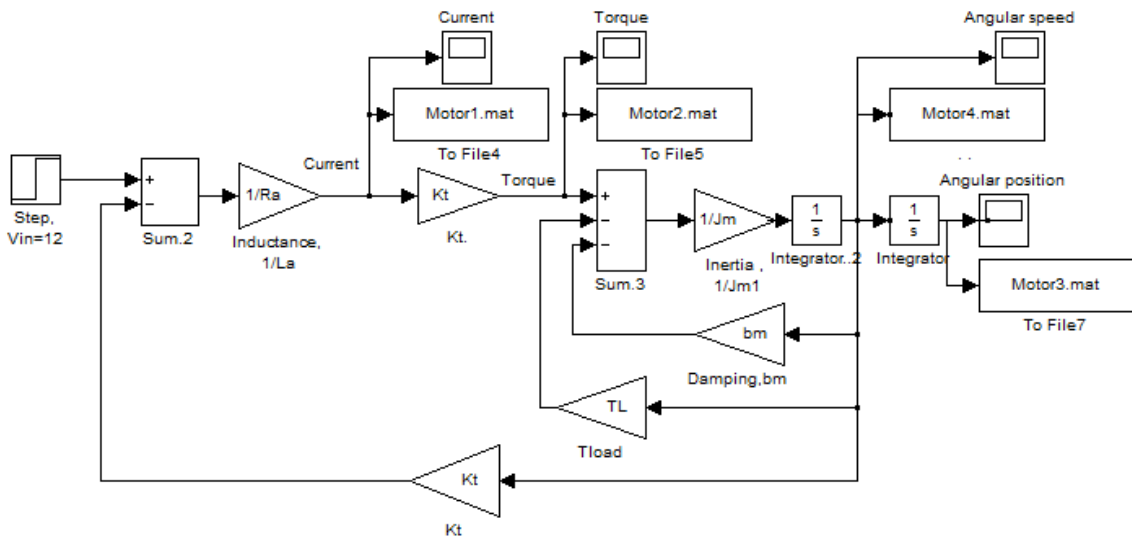 Current
Torque
Angular speed
Motor1.mat
Motor2.mat
Motor4.mat
To File4
To File5
. .
Current
Torque
Angular position
Step,
Vin=12
+
−
Sum.2
1/Ra
Inductance,
1/La
Kt
Kt.
+
−
−
Sum.3
1/Jm
Inertia ,
1/Jm1
1
s
Integrator..2
1
s
Integrator
Motor3.mat
To File7
bm
Damping,bm
TL
Tload
Kt
Kt